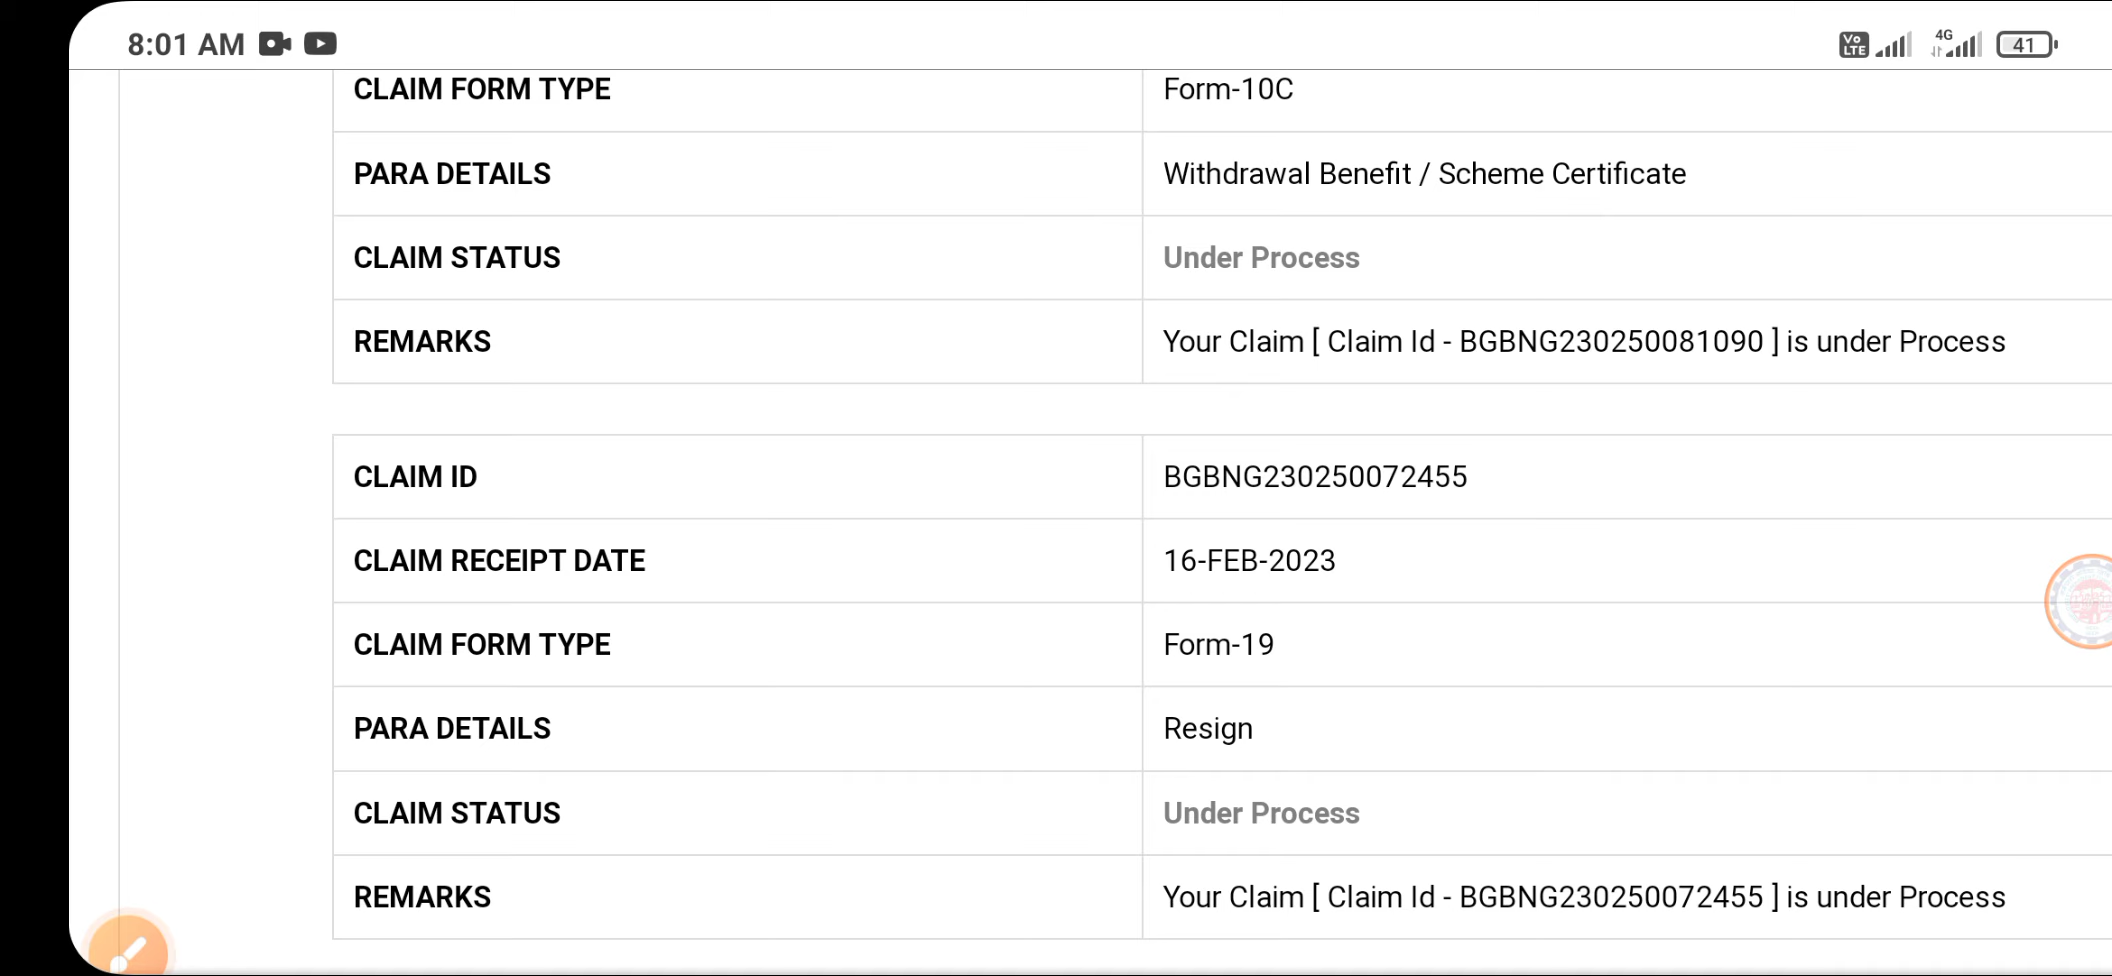 8:01 AM
Vo LTE 4G 41
CLAIM FORM TYPE Form-10C
PARA DETAILS Withdrawal Benefit / Scheme Certificate
CLAIM STATUS Under Process
REMARKS Your Claim [ Claim Id - BGBNG230250081090 ] is under Process
CLAIM ID BGBNG230250072455
CLAIM RECEIPT DATE 16-FEB-2023
CLAIM FORM TYPE Form-19
PARA DETAILS Resign
CLAIM STATUS Under Process
REMARKS Your Claim [ Claim Id - BGBNG230250072455 ] is under Process